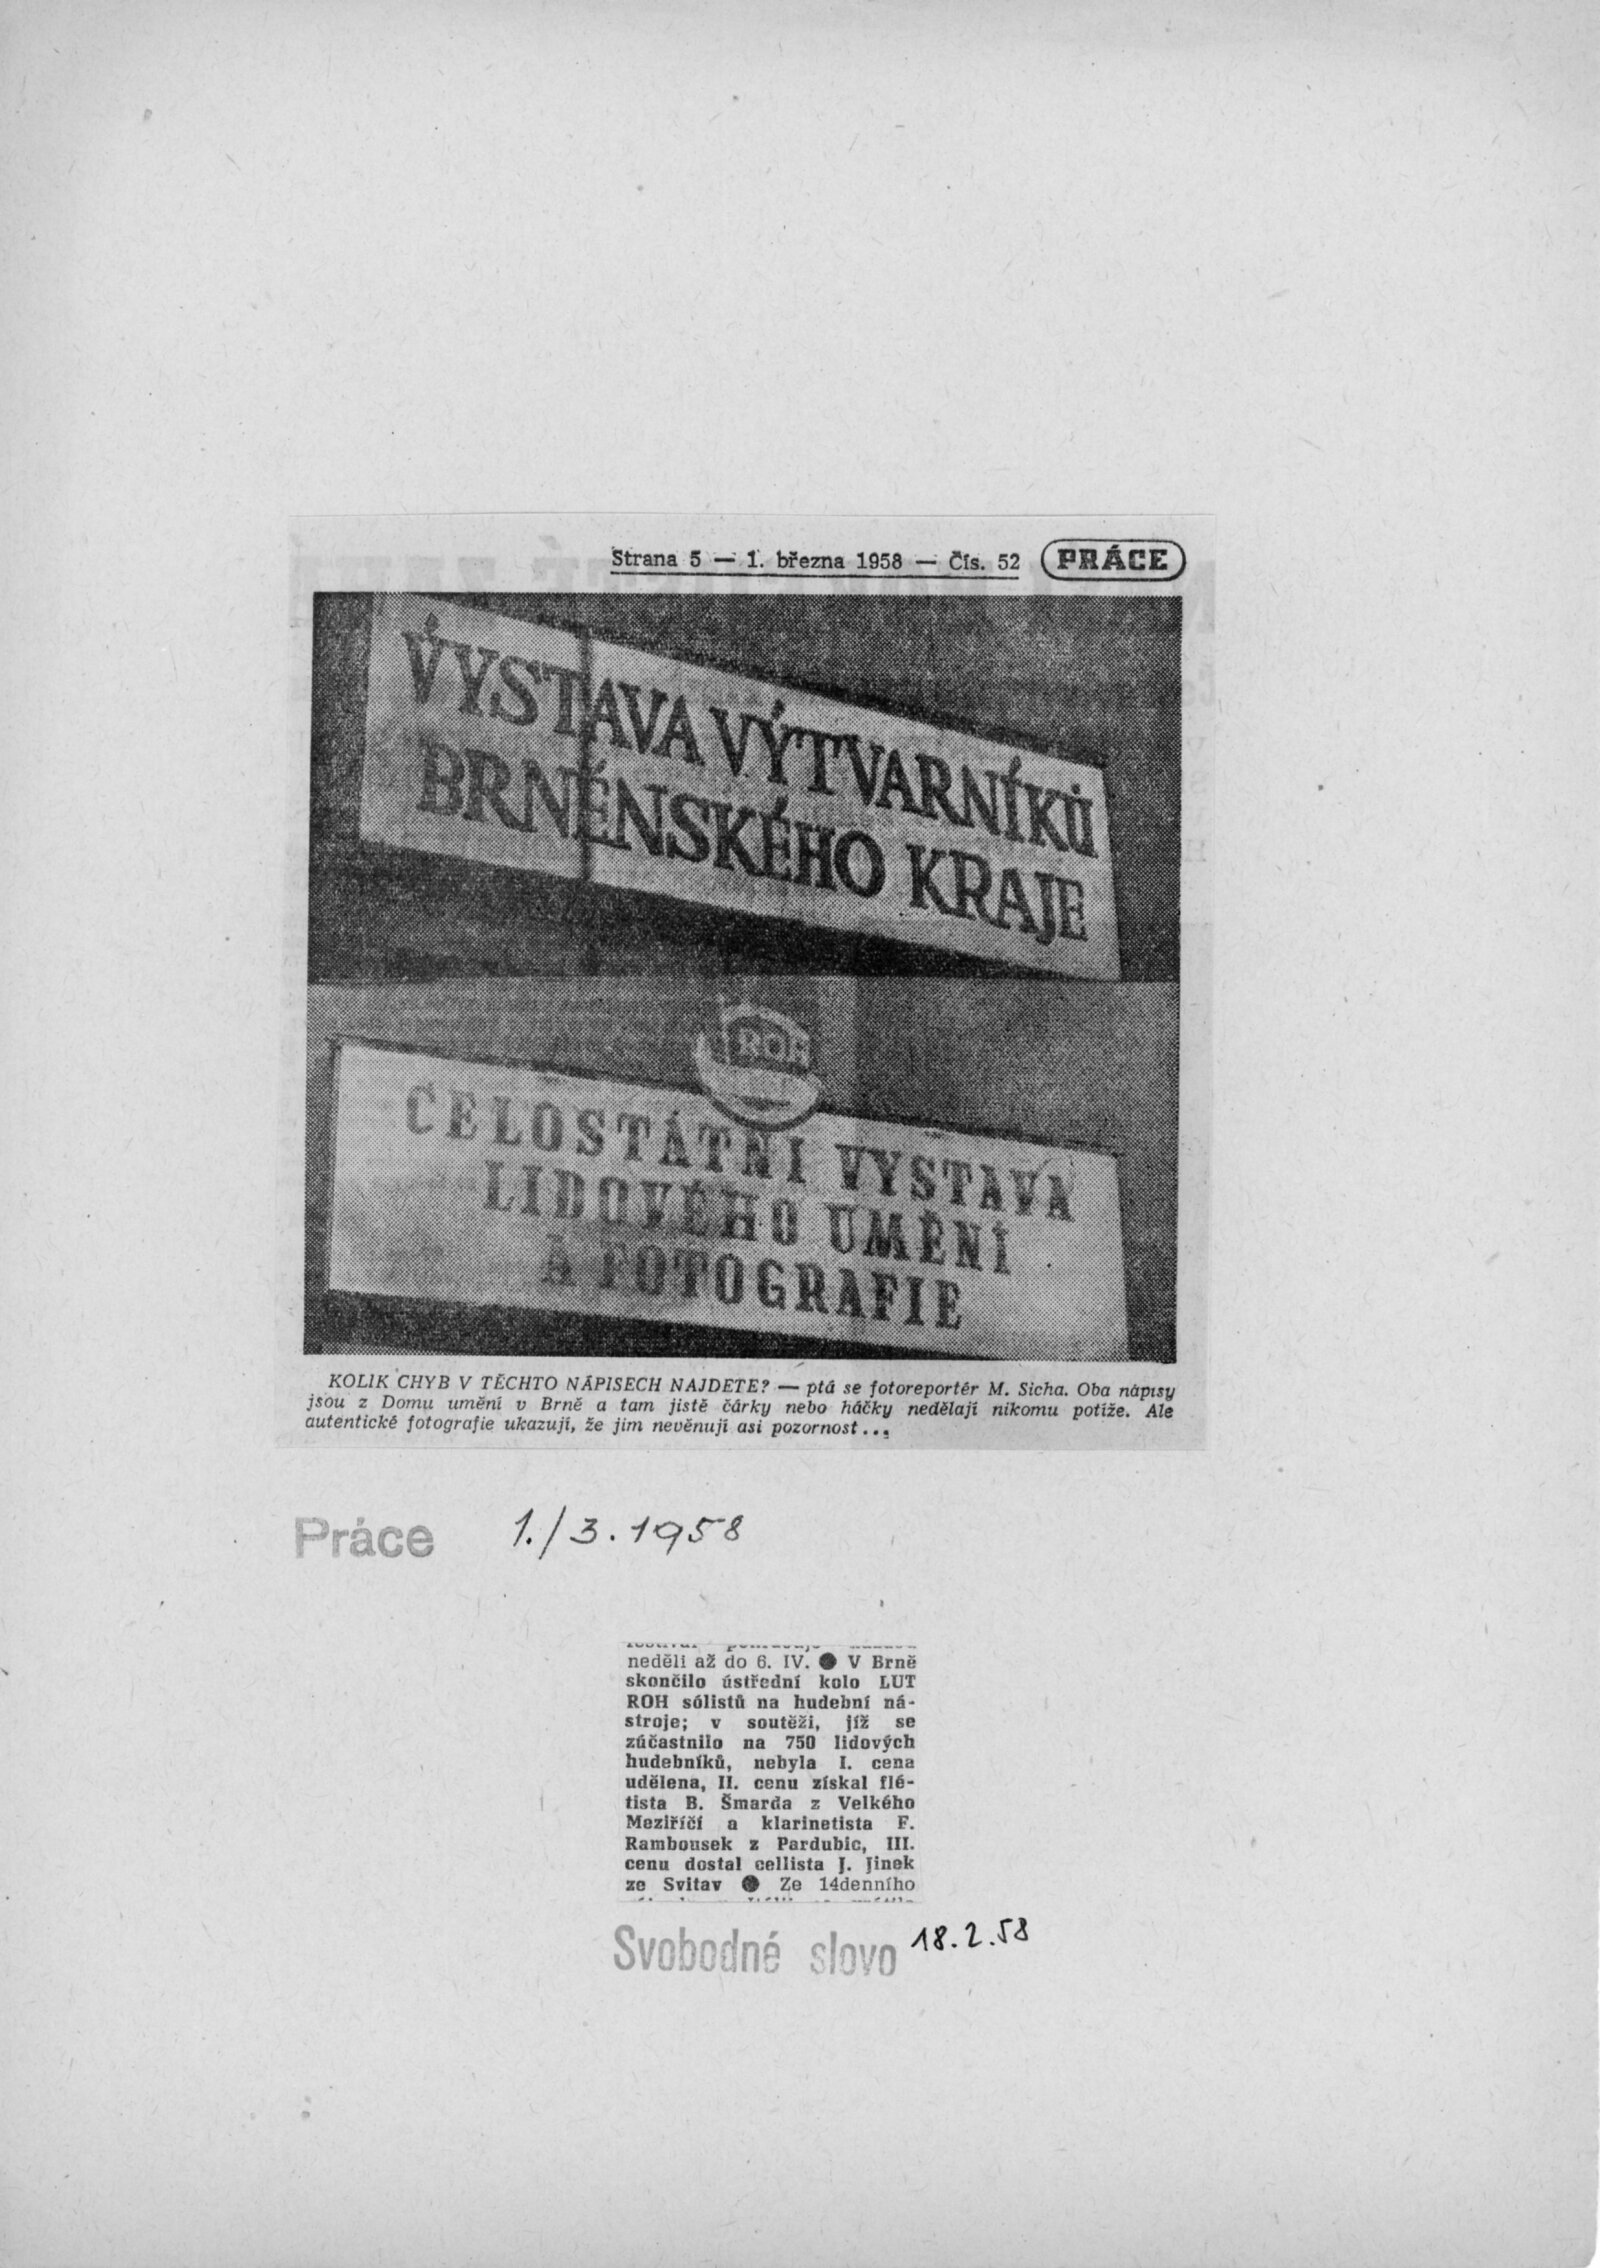 Strana 5 — 1. března 1958 — Čís. 52 PRÁCE
VÝSTAVA VÝTVARNÍKŮ
BRNĚNSKÉHO KRAJE
ROH
CELOSTÁTNI VYSTAVA
LIDOVÉHO UMĚNÍ
A FOTOGRAFIE
KOLIK CHYB V TĚCHTO NÁPISECH NAJDETE? — ptá se fotoreportér M. Sicha. Oba nápisy
jsou z Domu umění v Brně a tam jistě čárky nebo háčky nedělají nikomu potíže. Ale
autentické fotografie ukazují, že jim nevěnují asi pozornost...
Práce 1./3.1958
neděli až do 6. IV. ● V Brně
skončilo ústřední kolo LUT
ROH sólistů na hudební ná-
stroje; v soutěži, jíž se
zúčastnilo na 750 lidových
hudebníků, nebyla I. cena
udělena, II. cenu získal flé-
tista B. Šmarda z Velkého
Meziříčí a klarinetista F.
Rambousek z Pardubic, III.
cenu dostal cellista J. Jinek
ze Svitav ● Ze 14denního
Svobodné slovo 18.2.58